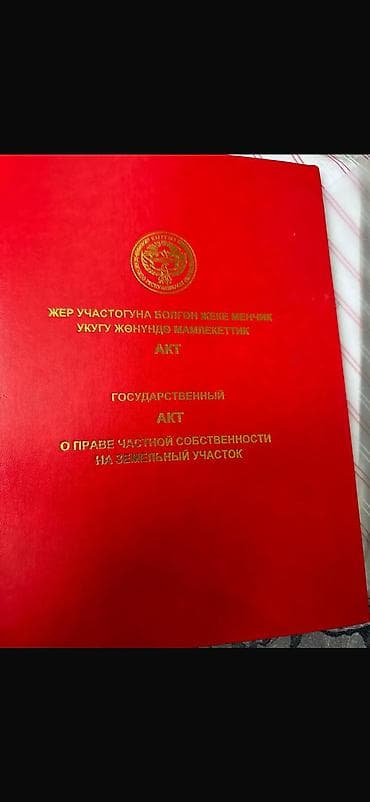 ЖЕР УЧАСТОГУНА БОЛГОН ЖЕКЕ МЕНЧИК
УКУГУ ЖӨНҮНДӨ МАМЛЕКЕТТИК
АКТ
ГОСУДАРСТВЕННЫЙ
АКТ
О ПРАВЕ ЧАСТНОЙ СОБСТВЕННОСТИ
НА ЗЕМЕЛЬНЫЙ УЧАСТОК